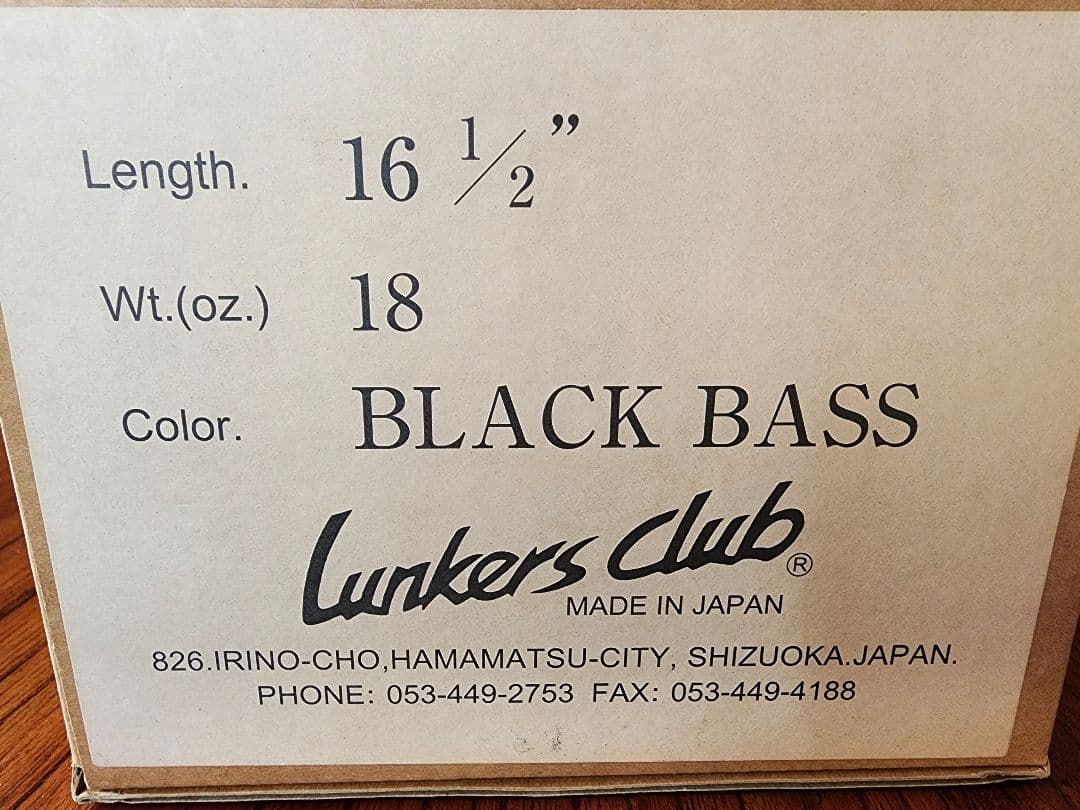 Length. 16 1/2”
Wt.(oz.) 18
Color. BLACK BASS
Lunkers Club®
MADE IN JAPAN
826.IRINO-CHO,HAMAMATSU-CITY, SHIZUOKA.JAPAN.
PHONE: 053-449-2753 FAX: 053-449-4188